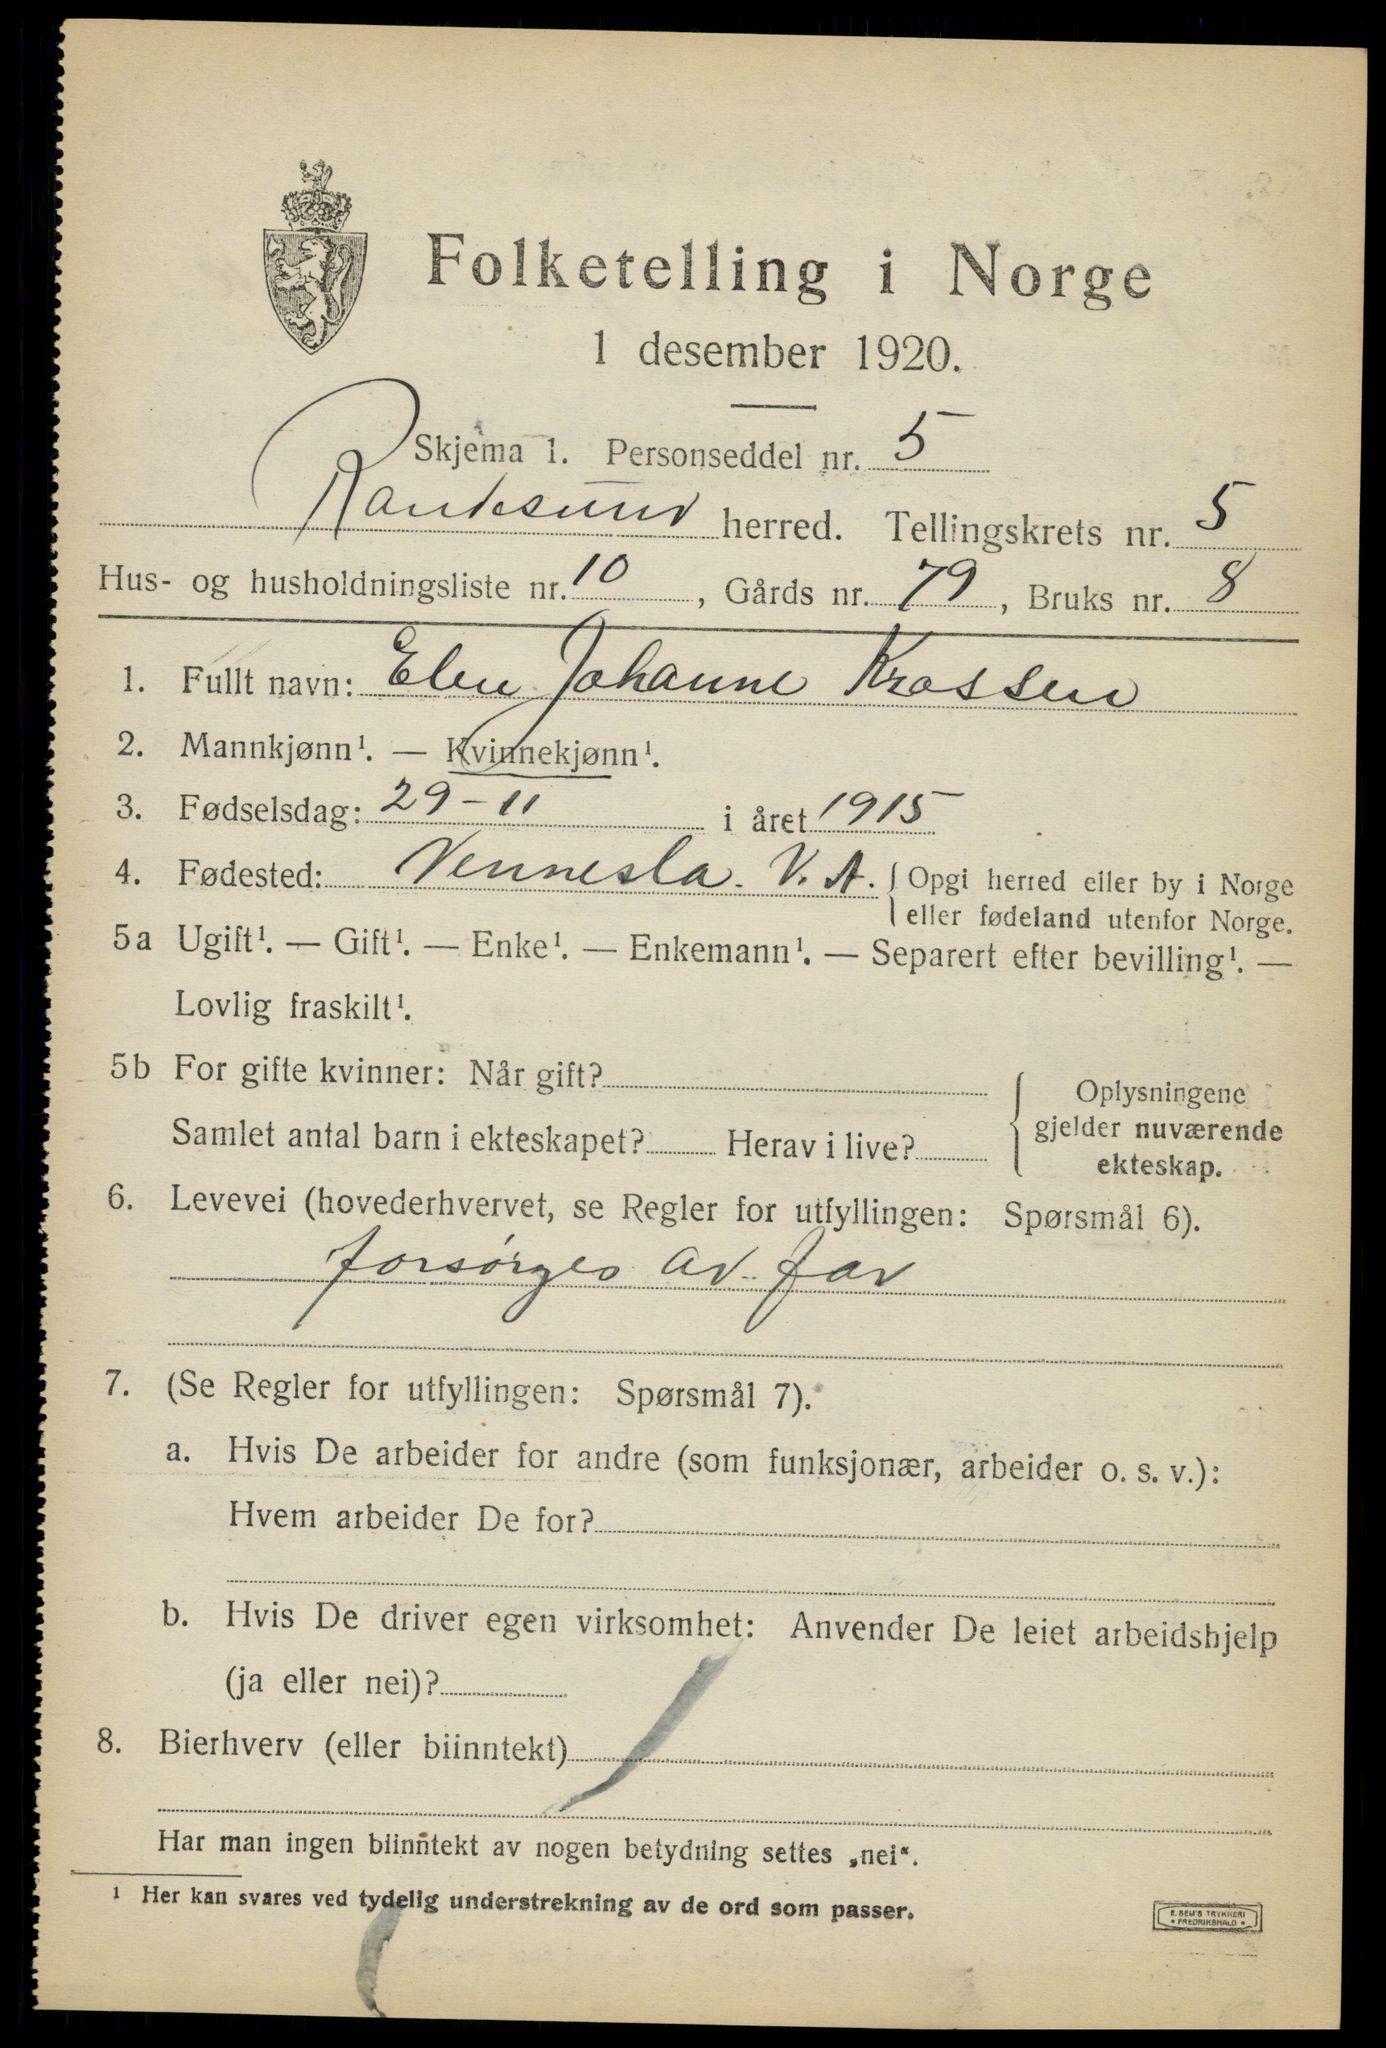 Folketelling i Norge
1 desember 1920.
Skjema 1. Personseddel nr. 5
Randesund herred. Tellingskrets nr. 5
Hus- og husholdningsliste nr. 10, Gårds nr. 79, Bruks nr. 8
1. Fullt navn: Elen Johanne Krossen
2. Mannkjønn¹. — Kvinnekjønn¹.
3. Fødselsdag: 29-11 i året 1915
4. Fødested: Vennesla. V. A. { Opgi herred eller by i Norge
eller fødeland utenfor Norge.
5a Ugift¹. — Gift¹. — Enke¹. — Enkemann¹. — Separert efter bevilling¹. —
Lovlig fraskilt¹.
5b For gifte kvinner: Når gift?
Samlet antal barn i ekteskapet? Herav i live?
Oplysningene
gjelder nuværende
ekteskap.
6. Levevei (hovederhvervet, se Regler for utfyllingen: Spørsmål 6).
forsørges av far
7. (Se Regler for utfyllingen: Spørsmål 7).
a. Hvis De arbeider for andre (som funksjonær, arbeider o. s. v.):
Hvem arbeider De for?
b. Hvis De driver egen virksomhet: Anvender De leiet arbeidshjelp
(ja eller nei)?
8. Bierhverv (eller biinntekt)
Har man ingen biinntekt av nogen betydning settes „nei“.
¹ Her kan svares ved tydelig understrekning av de ord som passer.
E. SEM'S TRYKKERI
• FREDRIKSHALD •